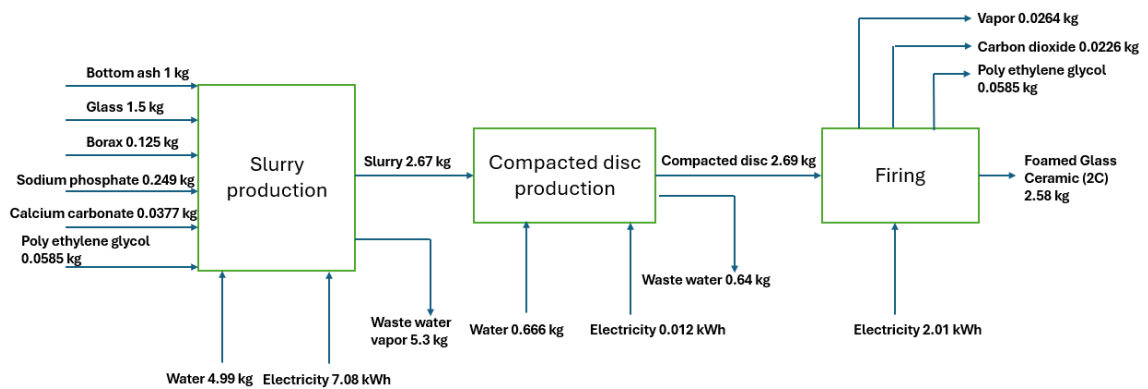 Vapor 0.0264 kg
Carbon dioxide 0.0226 kg
Poly ethylene glycol
0.0585 kg
Bottom ash 1 kg
Glass 1.5 kg
Borax 0.125 kg
Sodium phosphate 0.249 kg
Calcium carbonate 0.0377 kg
Poly ethylene glycol
0.0585 kg
Slurry
production
Slurry 2.67 kg
Compacted disc
production
Compacted disc 2.69 kg
Firing
Foamed Glass
Ceramic (2C)
2.58 kg
Waste water
vapor 5.3 kg
Waste water 0.64 kg
Water 0.666 kg
Electricity 0.012 kWh
Electricity 2.01 kWh
Water 4.99 kg
Electricity 7.08 kWh